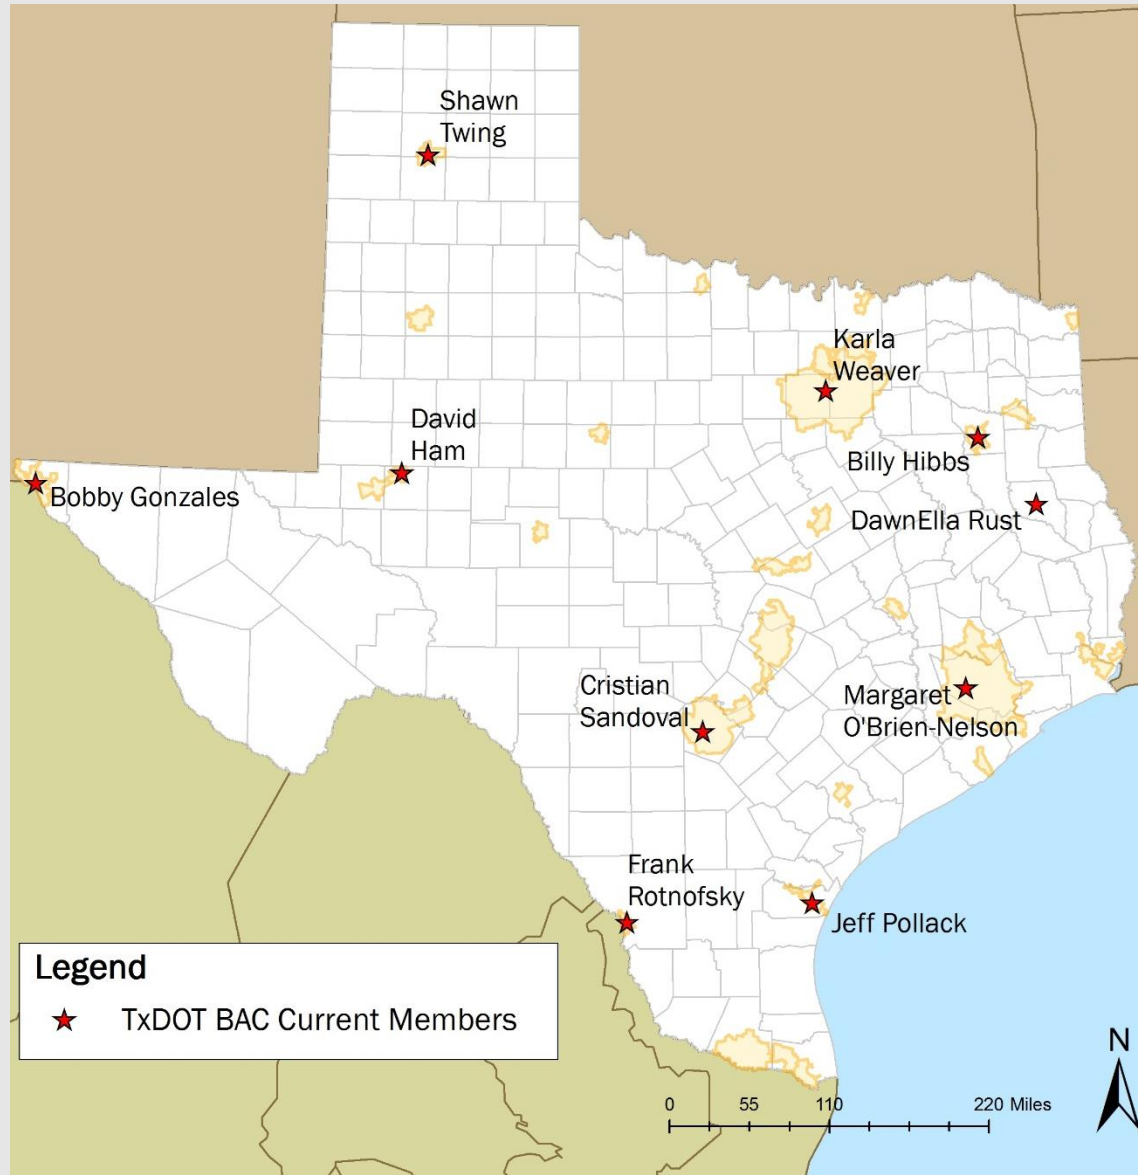 Shawn
Twing
Karla
Weaver
David
Ham
Billy Hibbs
Bobby Gonzales
DawnElla Rust
Cristian
Sandoval
Margaret
O'Brien-Nelson
Frank
Rotnofsky
Jeff Pollack
Legend
TxDOT BAC Current Members
N
0 55 110 220 Miles